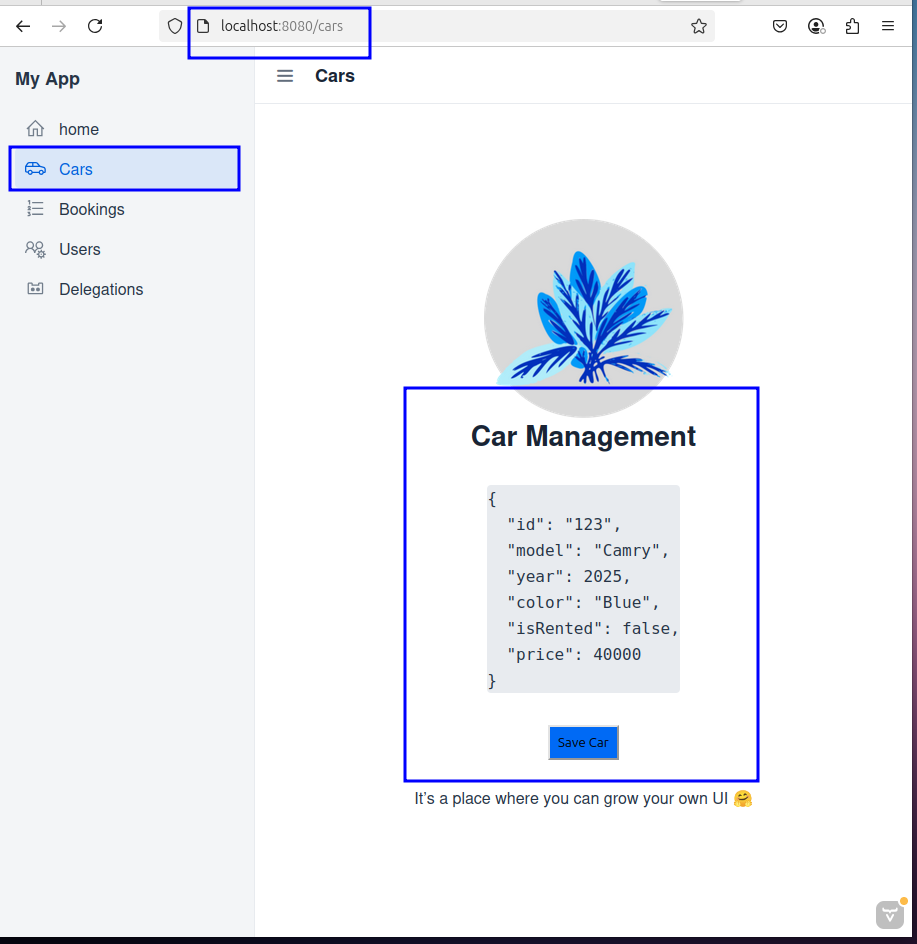 localhost:8080/cars
My App
Cars
home
Cars
Bookings
Users
Delegations
Car Management
{
  "id": "123",
  "model": "Camry",
  "year": 2025,
  "color": "Blue",
  "isRented": false,
  "price": 40000
}
Save Car
It's a place where you can grow your own UI 🤗